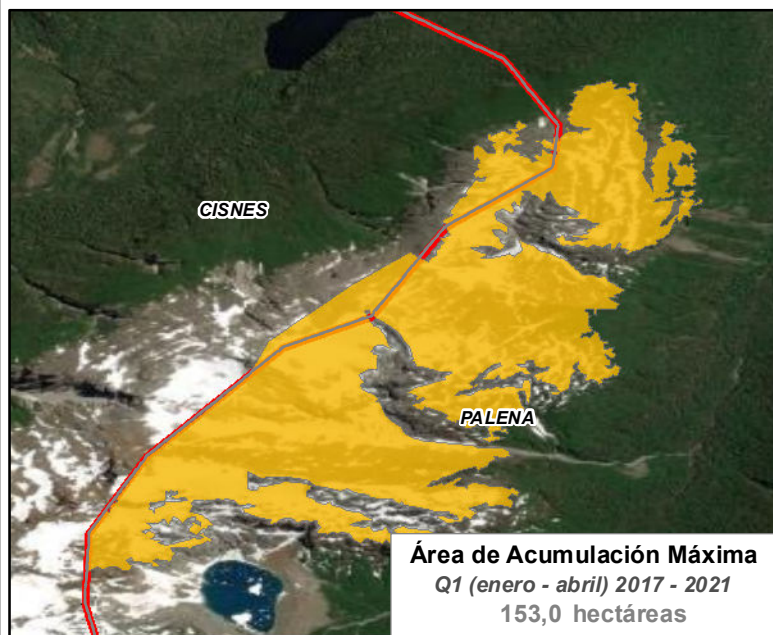 CISNES
PALENA
Área de Acumulación Máxima
Q1 (enero - abril) 2017 - 2021
153,0 hectáreas